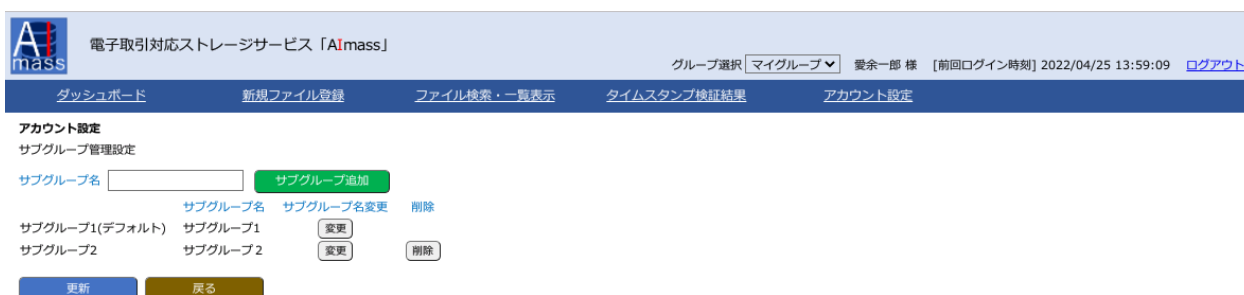 AI
mass
電子取引対応ストレージサービス「AImass」
グループ選択 マイグループ 愛余一郎 様 [前回ログイン時刻] 2022/04/25 13:59:09 ログアウト
ダッシュボード 新規ファイル登録 ファイル検索・一覧表示 タイムスタンプ検証結果 アカウント設定
アカウント設定
サブグループ管理設定
サブグループ名 サブグループ追加
サブグループ名 サブグループ名変更 削除
サブグループ1(デフォルト) サブグループ1 変更
サブグループ2 サブグループ2 変更 削除
更新 戻る